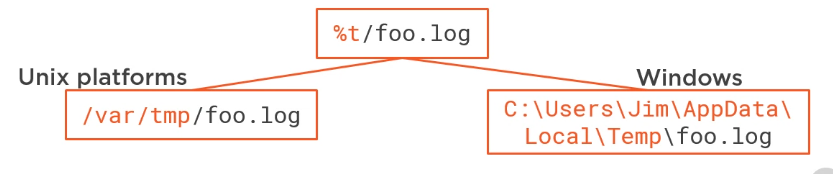 %t/foo.log
Unix platforms
Windows
/var/tmp/foo.log
C:\Users\Jim\AppData\
Local\Temp\foo.log